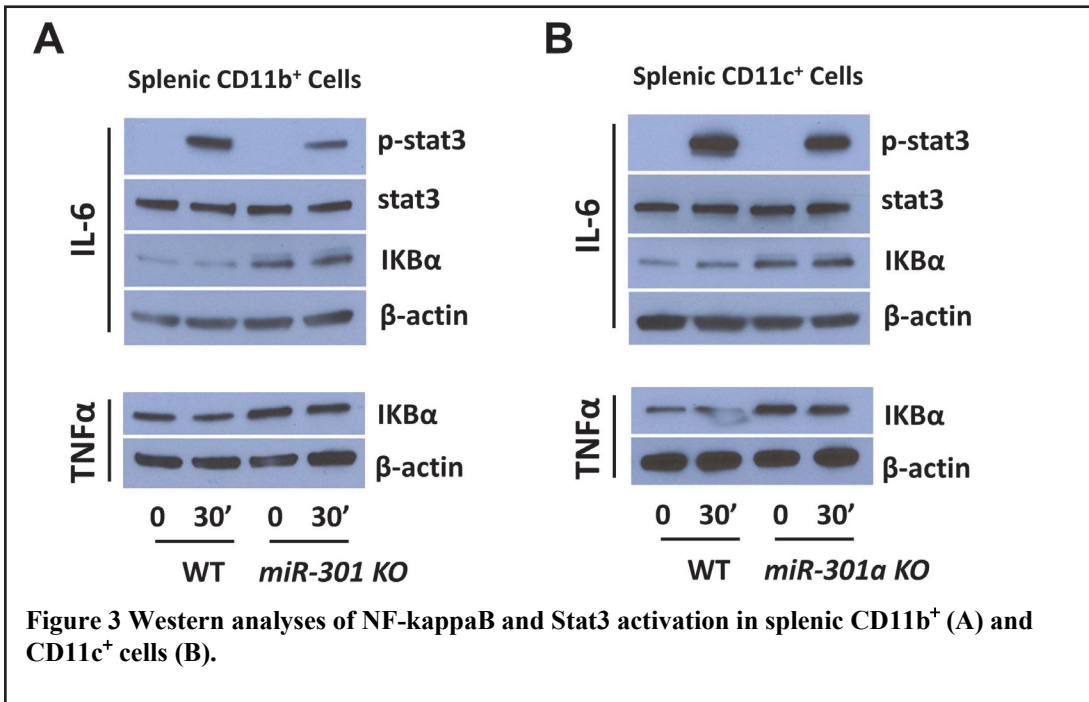 A
B
Splenic CD11b⁺ Cells
Splenic CD11c⁺ Cells
IL-6
p-stat3
stat3
IKBα
β-actin
TNFα
IKBα
β-actin
0 30’ 0 30’
WT miR-301 KO
IL-6
p-stat3
stat3
IKBα
β-actin
TNFα
IKBα
β-actin
0 30’ 0 30’
WT miR-301a KO
Figure 3 Western analyses of NF-kappaB and Stat3 activation in splenic CD11b⁺ (A) and
CD11c⁺ cells (B).